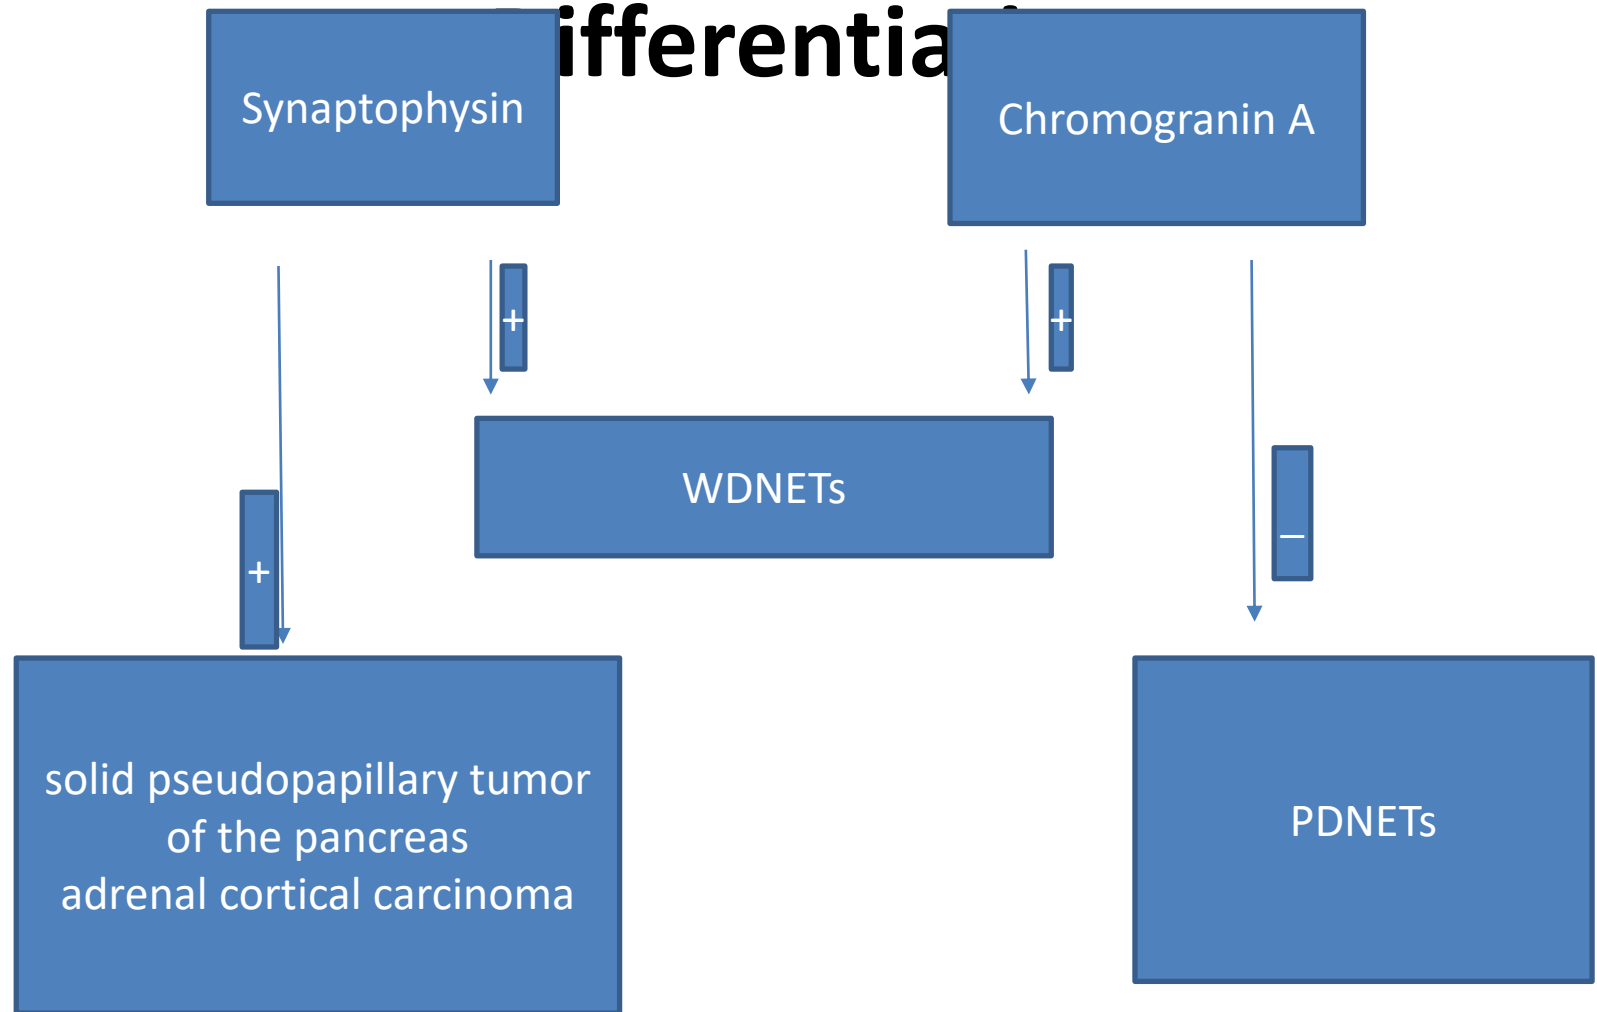 Synaptophysin
Chromogranin A
+
+
WDNETs
+
–
solid pseudopapillary tumor
of the pancreas
adrenal cortical carcinoma
PDNETs